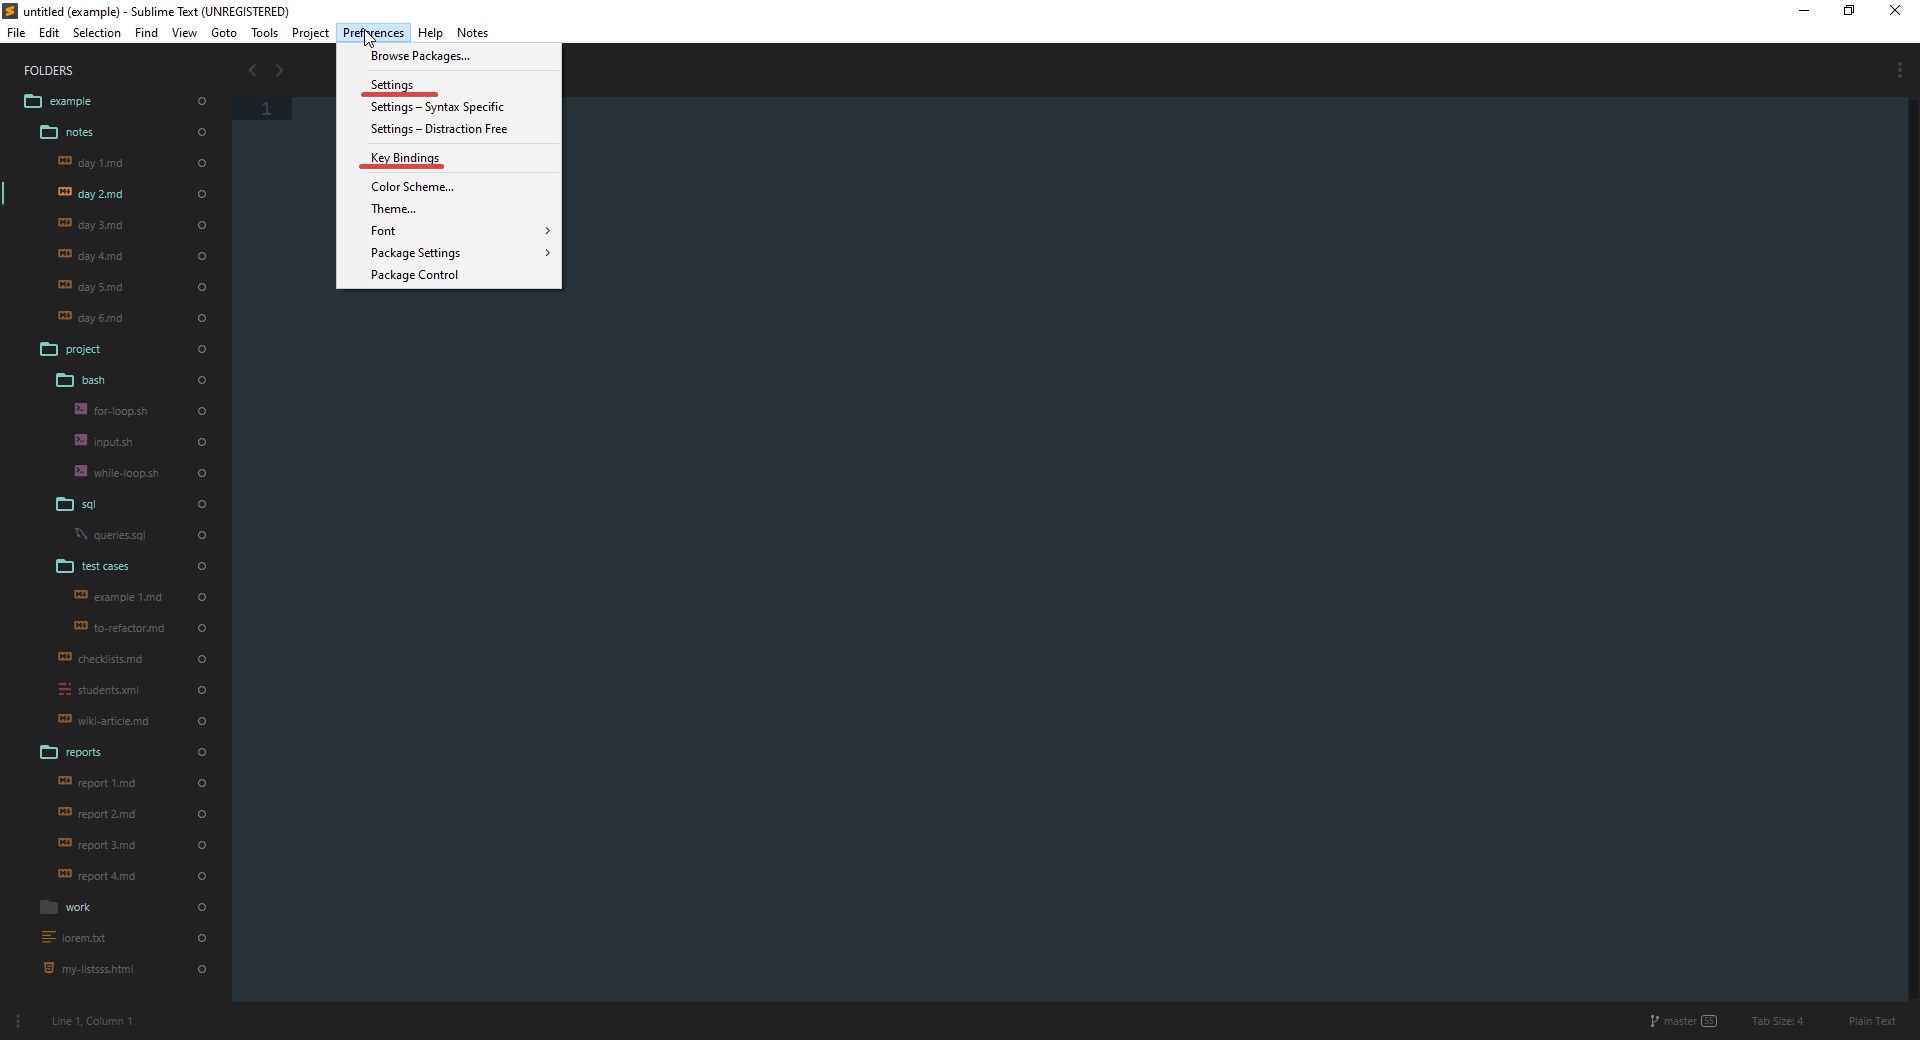 untitled (example) - Sublime Text (UNREGISTERED)
File Edit Selection Find View Goto Tools Project Preferences Help Notes
Browse Packages...
Settings
Settings – Syntax Specific
Settings – Distraction Free
Key Bindings
Color Scheme...
Theme...
Font
Package Settings
Package Control
FOLDERS
example
notes
day 1.md
day 2.md
day 3.md
day 4.md
day 5.md
day 6.md
project
bash
for-loop.sh
input.sh
while-loop.sh
sql
queries.sql
test cases
example 1.md
to-refactor.md
checklists.md
students.xml
wiki-article.md
reports
report 1.md
report 2.md
report 3.md
report 4.md
work
lorem.txt
my-listsss.html
1
Line 1, Column 1
master 55
Tab Size: 4
Plain Text